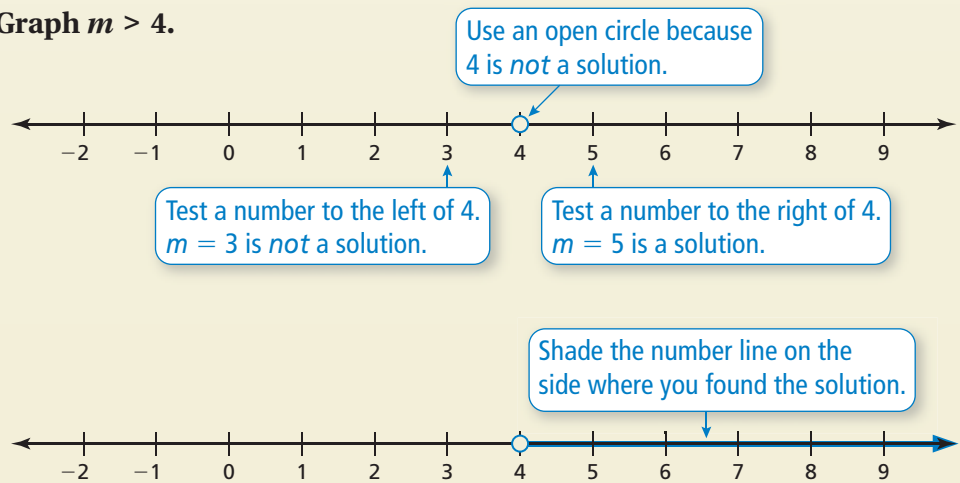 Graph m > 4.
Use an open circle because
4 is not a solution.
−2 −1 0 1 2 3 4 5 6 7 8 9
Test a number to the left of 4.
m = 3 is not a solution.
Test a number to the right of 4.
m = 5 is a solution.
Shade the number line on the
side where you found the solution.
−2 −1 0 1 2 3 4 5 6 7 8 9